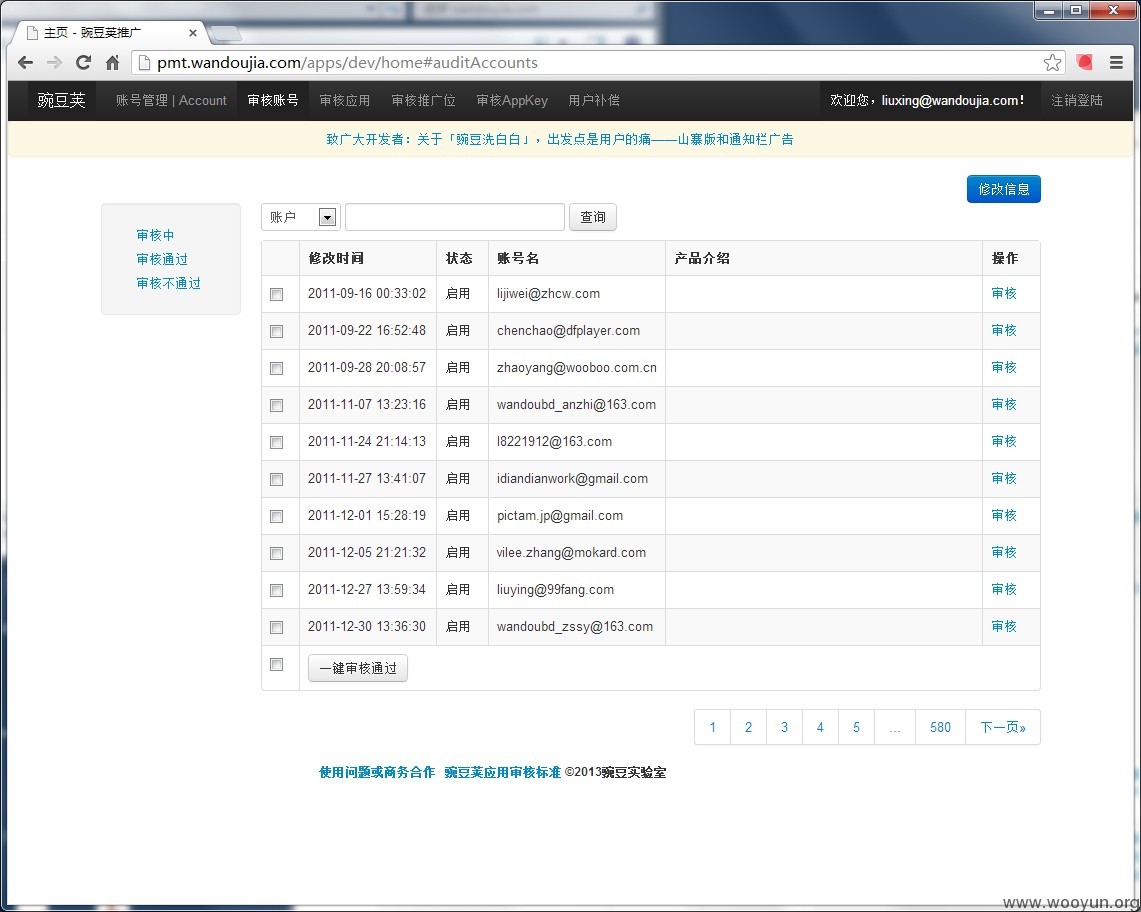 主页 - 豌豆荚推广
pmt.wandoujia.com/apps/dev/home#auditAccounts
豌豆荚 账号管理 | Account 审核账号 审核应用 审核推广位 审核AppKey 用户补偿 欢迎您，liuxing@wandoujia.com！ 注销登陆
致广大开发者：关于「豌豆洗白白」，出发点是用户的痛——山寨版和通知栏广告
修改信息
审核中
审核通过
审核不通过
账户 查询
修改时间 状态 账号名 产品介绍 操作
2011-09-16 00:33:02 启用 lijiwei@zhcw.com 审核
2011-09-22 16:52:48 启用 chenchao@dfplayer.com 审核
2011-09-28 20:08:57 启用 zhaoyang@wooboo.com.cn 审核
2011-11-07 13:23:16 启用 wandoubd_anzhi@163.com 审核
2011-11-24 21:14:13 启用 l8221912@163.com 审核
2011-11-27 13:41:07 启用 idiandianwork@gmail.com 审核
2011-12-01 15:28:19 启用 pictam.jp@gmail.com 审核
2011-12-05 21:21:32 启用 vilee.zhang@mokard.com 审核
2011-12-27 13:59:34 启用 liuying@99fang.com 审核
2011-12-30 13:36:30 启用 wandoubd_zssy@163.com 审核
一键审核通过
1 2 3 4 5 ... 580 下一页»
使用问题或商务合作 豌豆荚应用审核标准 ©2013豌豆实验室
www.wooyun.org